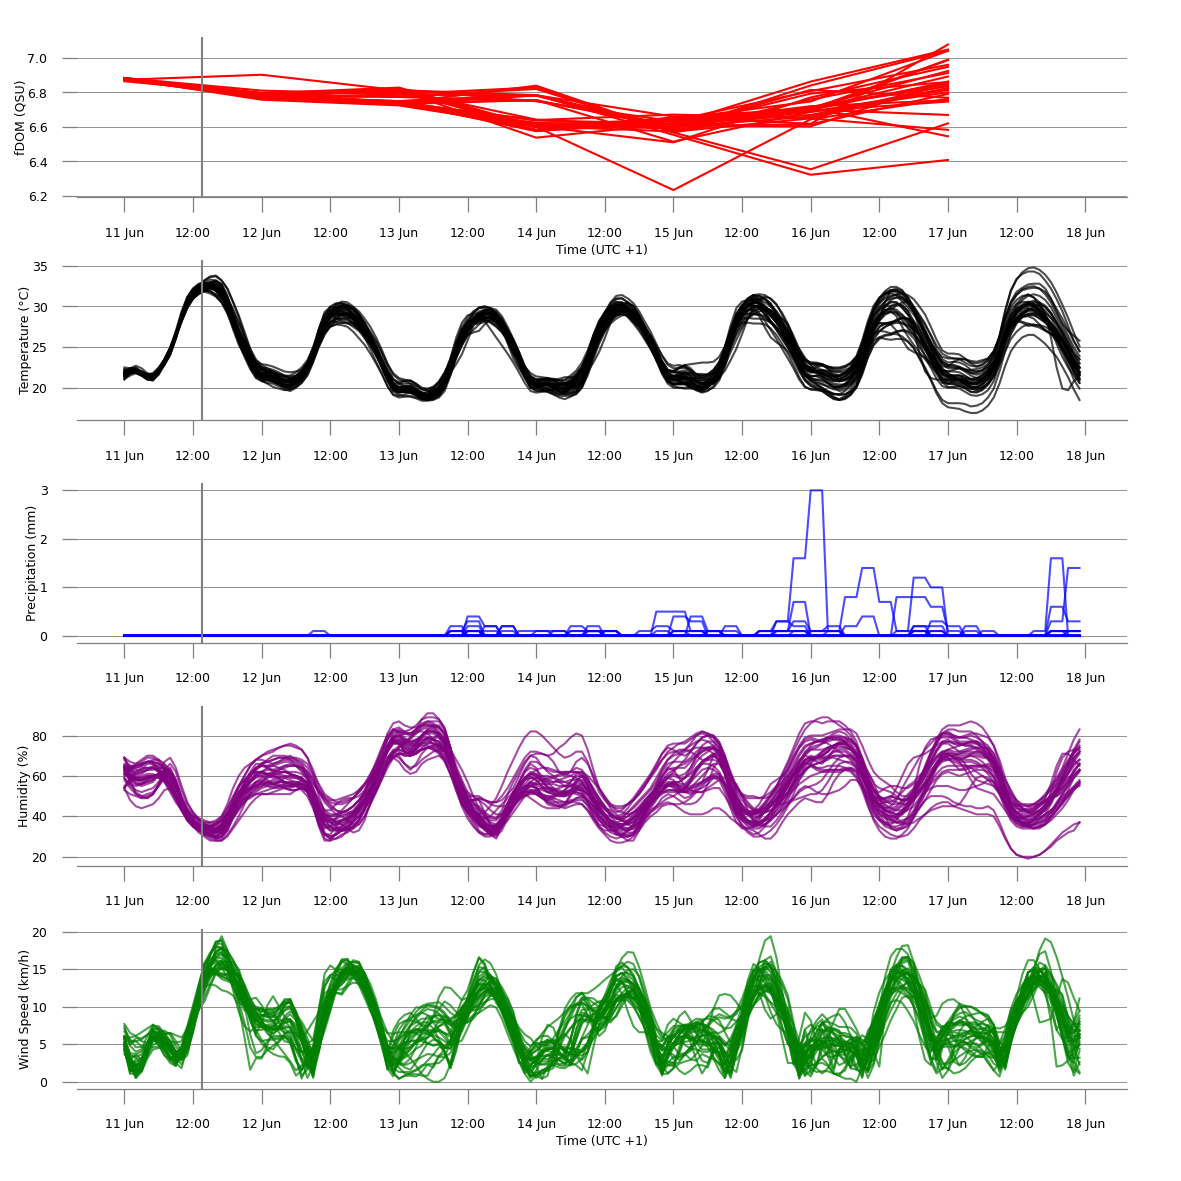 fDOM (QSU)
7.0
6.8
6.6
6.4
6.2
11 Jun 12:00 12 Jun 12:00 13 Jun 12:00 14 Jun 12:00 15 Jun 12:00 16 Jun 12:00 17 Jun 12:00 18 Jun
Time (UTC +1)
Temperature (°C)
35
30
25
20
11 Jun 12:00 12 Jun 12:00 13 Jun 12:00 14 Jun 12:00 15 Jun 12:00 16 Jun 12:00 17 Jun 12:00 18 Jun
Precipitation (mm)
3
2
1
0
11 Jun 12:00 12 Jun 12:00 13 Jun 12:00 14 Jun 12:00 15 Jun 12:00 16 Jun 12:00 17 Jun 12:00 18 Jun
Humidity (%)
80
60
40
20
11 Jun 12:00 12 Jun 12:00 13 Jun 12:00 14 Jun 12:00 15 Jun 12:00 16 Jun 12:00 17 Jun 12:00 18 Jun
Wind Speed (km/h)
20
15
10
5
0
11 Jun 12:00 12 Jun 12:00 13 Jun 12:00 14 Jun 12:00 15 Jun 12:00 16 Jun 12:00 17 Jun 12:00 18 Jun
Time (UTC +1)